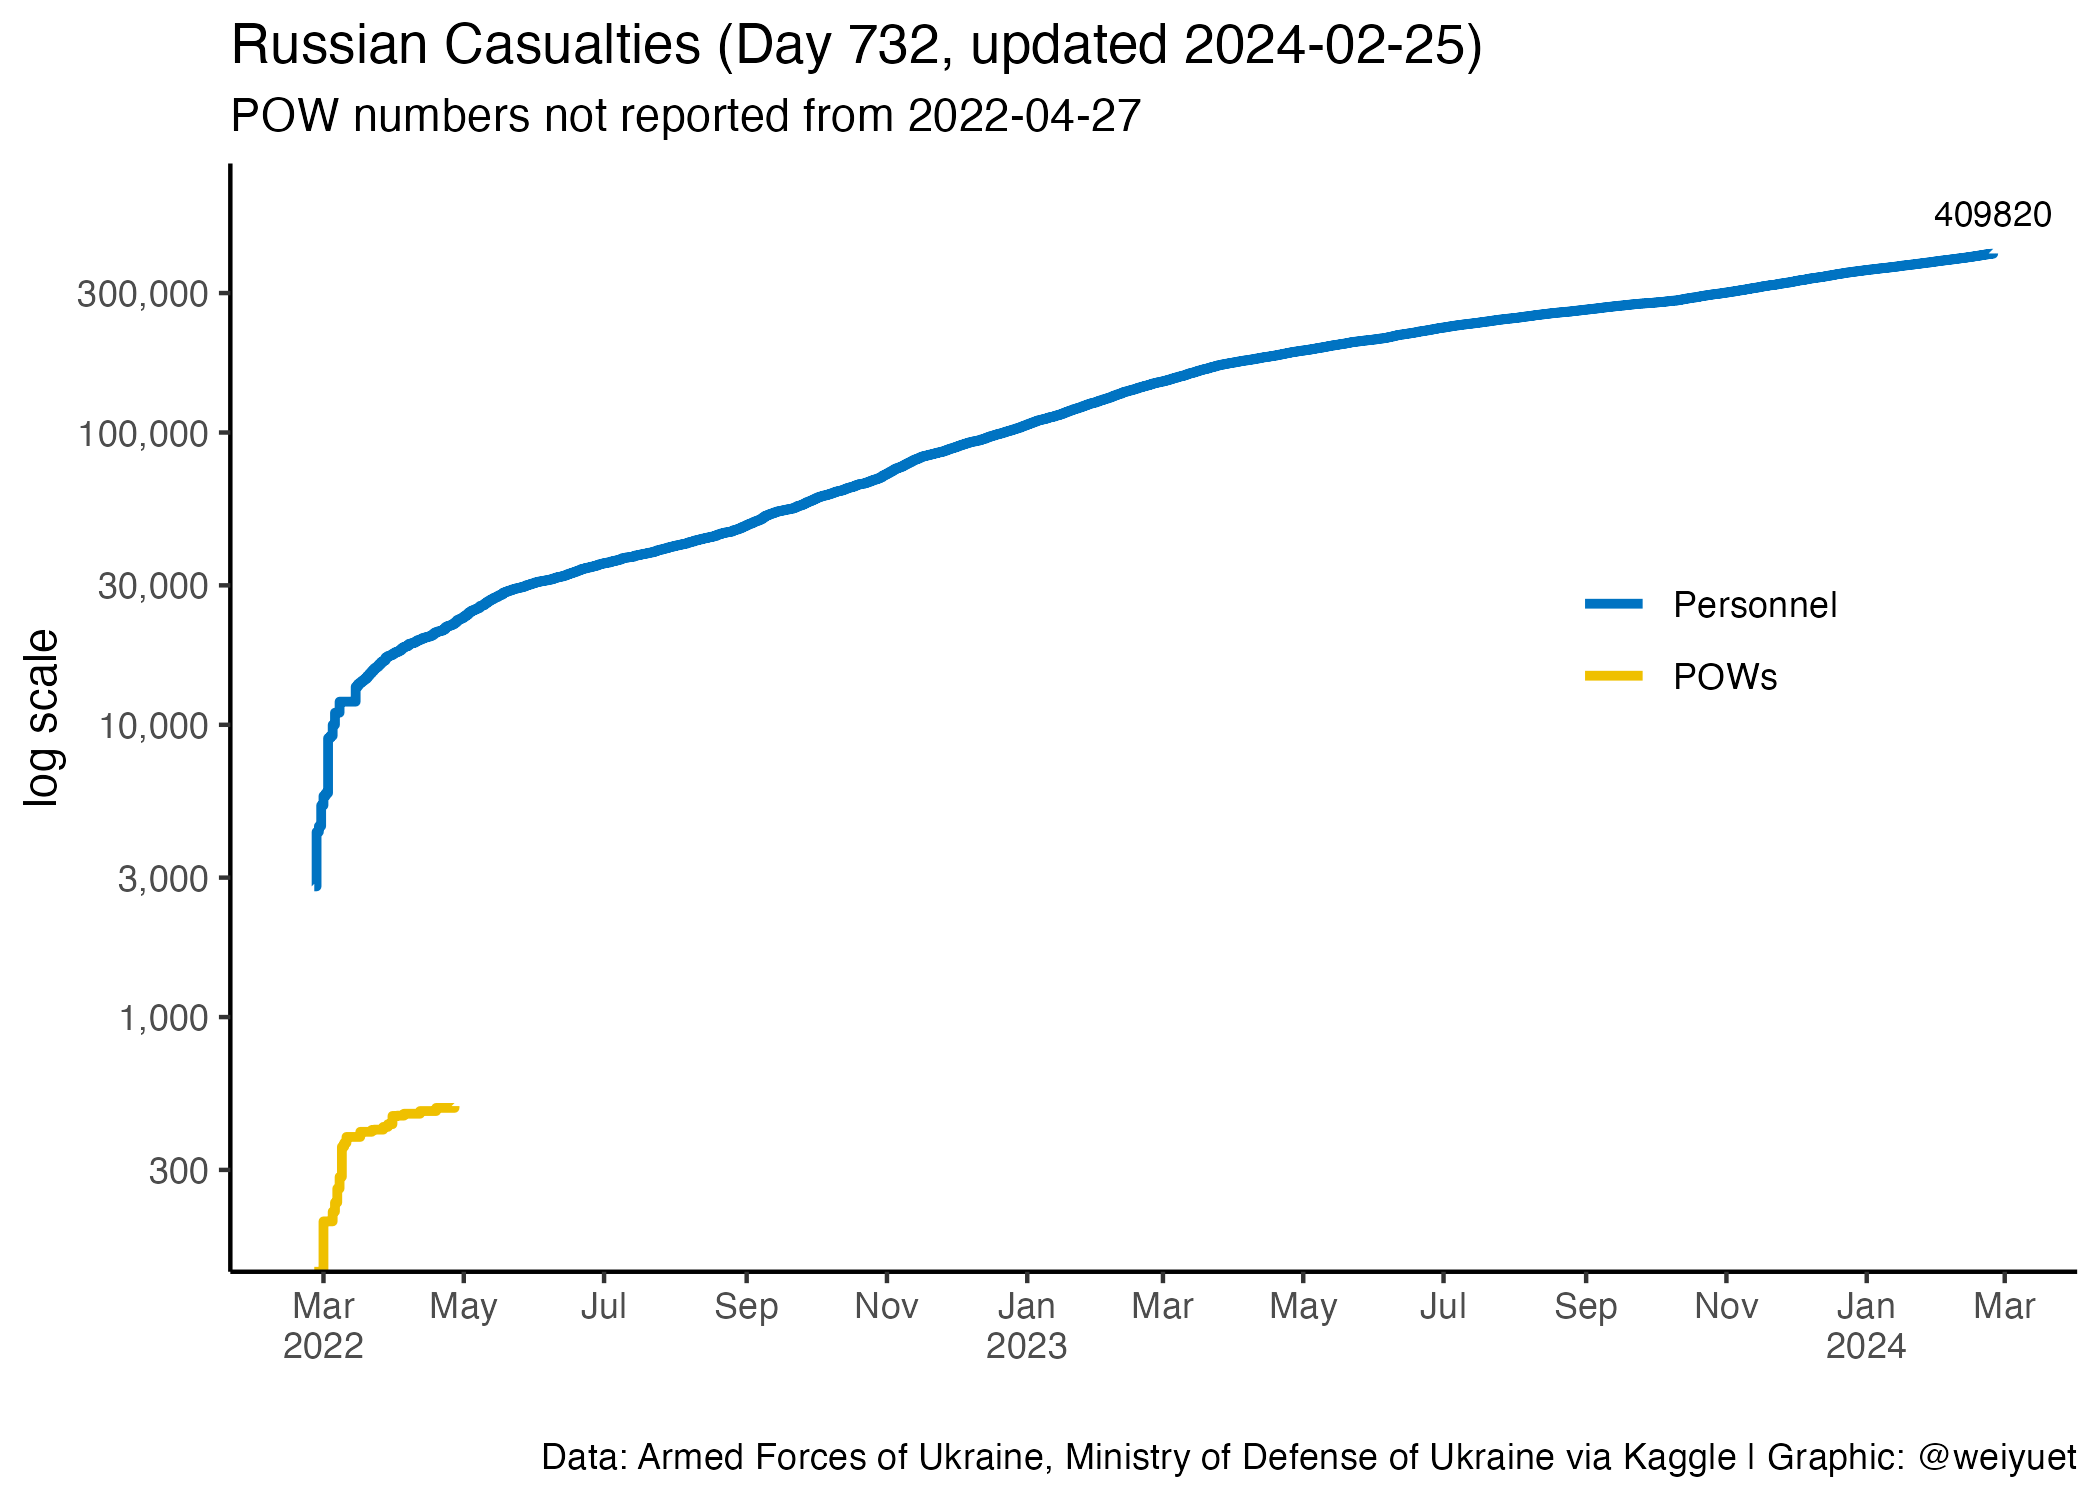 Russian Casualties (Day 732, updated 2024-02-25)
POW numbers not reported from 2022-04-27
409820
300,000
100,000
30,000
10,000
3,000
1,000
300
log scale
Personnel
POWs
Mar May Jul Sep Nov Jan Mar May Jul Sep Nov Jan Mar
2022 2023 2024
Data: Armed Forces of Ukraine, Ministry of Defense of Ukraine via Kaggle | Graphic: @weiyuet